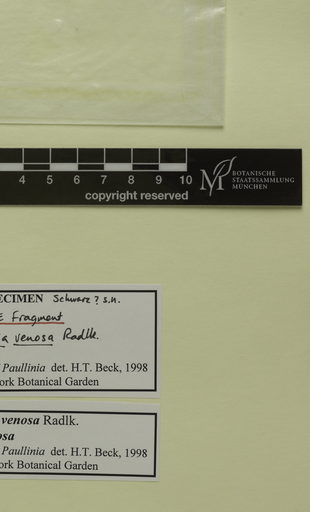 4 5 6 7 8 9 10
copyright reserved
M
BOTANISCHE
STAATSSAMMLUNG
MÜNCHEN
ECIMEN Schwarz? s.n.
E Fragment
a venosa Radlk.
Paullinia det. H.T. Beck, 1998
ork Botanical Garden
venosa Radlk.
osa
Paullinia det. H.T. Beck, 1998
ork Botanical Garden